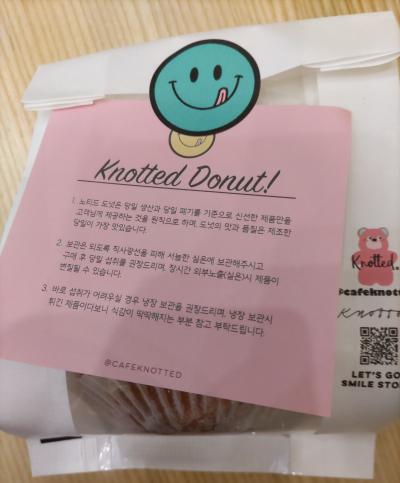 Knotted Donut!
1. 노티드 도넛은 당일 생산과 당일 폐기를 기준으로 신선한 제품만을
고객님께 제공하는 것을 원칙으로 하며, 도넛의 맛과 품질은 제조한
당일이 가장 맛있습니다.
2. 보관은 되도록 직사광선을 피해 서늘한 실온에 보관해주시고
구매 후 당일 섭취를 권장드리며, 장시간 외부노출(실온)시 제품이
변질될 수 있습니다.
3. 바로 섭취가 어려우실 경우 냉장 보관을 권장드리며, 냉장 보관시
튀긴 제품이다보니 식감이 딱딱해지는 부분 참고 부탁드립니다.
@CAFEKNOTTED
Knotted.
@cafeknott
knotte
LET'S GO
SMILE STO